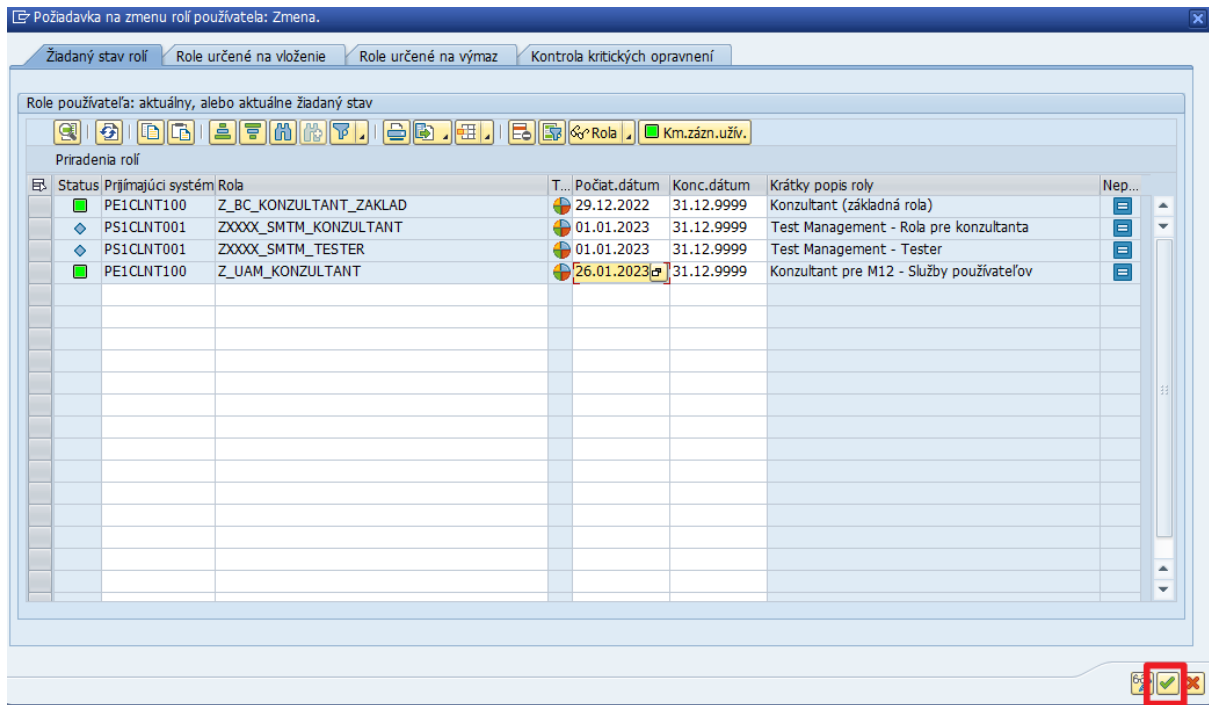 Požiadavka na zmenu rolí používatela: Zmena.
Žiadaný stav rolí Role určené na vloženie Role určené na výmaz Kontrola kritických opravnení
Role používateľa: aktuálny, alebo aktuálne žiadaný stav
Rola Km.zázn.užív.
Priradenia rolí
Status Prijímajúci systém Rola T... Počiat.dátum Konc.dátum Krátky popis roly Nep...
PE1CLNT100 Z_BC_KONZULTANT_ZAKLAD 29.12.2022 31.12.9999 Konzultant (základná rola)
PS1CLNT001 ZXXXX_SMTM_KONZULTANT 01.01.2023 31.12.9999 Test Management - Rola pre konzultanta
PS1CLNT001 ZXXXX_SMTM_TESTER 01.01.2023 31.12.9999 Test Management - Tester
PE1CLNT100 Z_UAM_KONZULTANT 26.01.2023 31.12.9999 Konzultant pre M12 - Služby používateľov